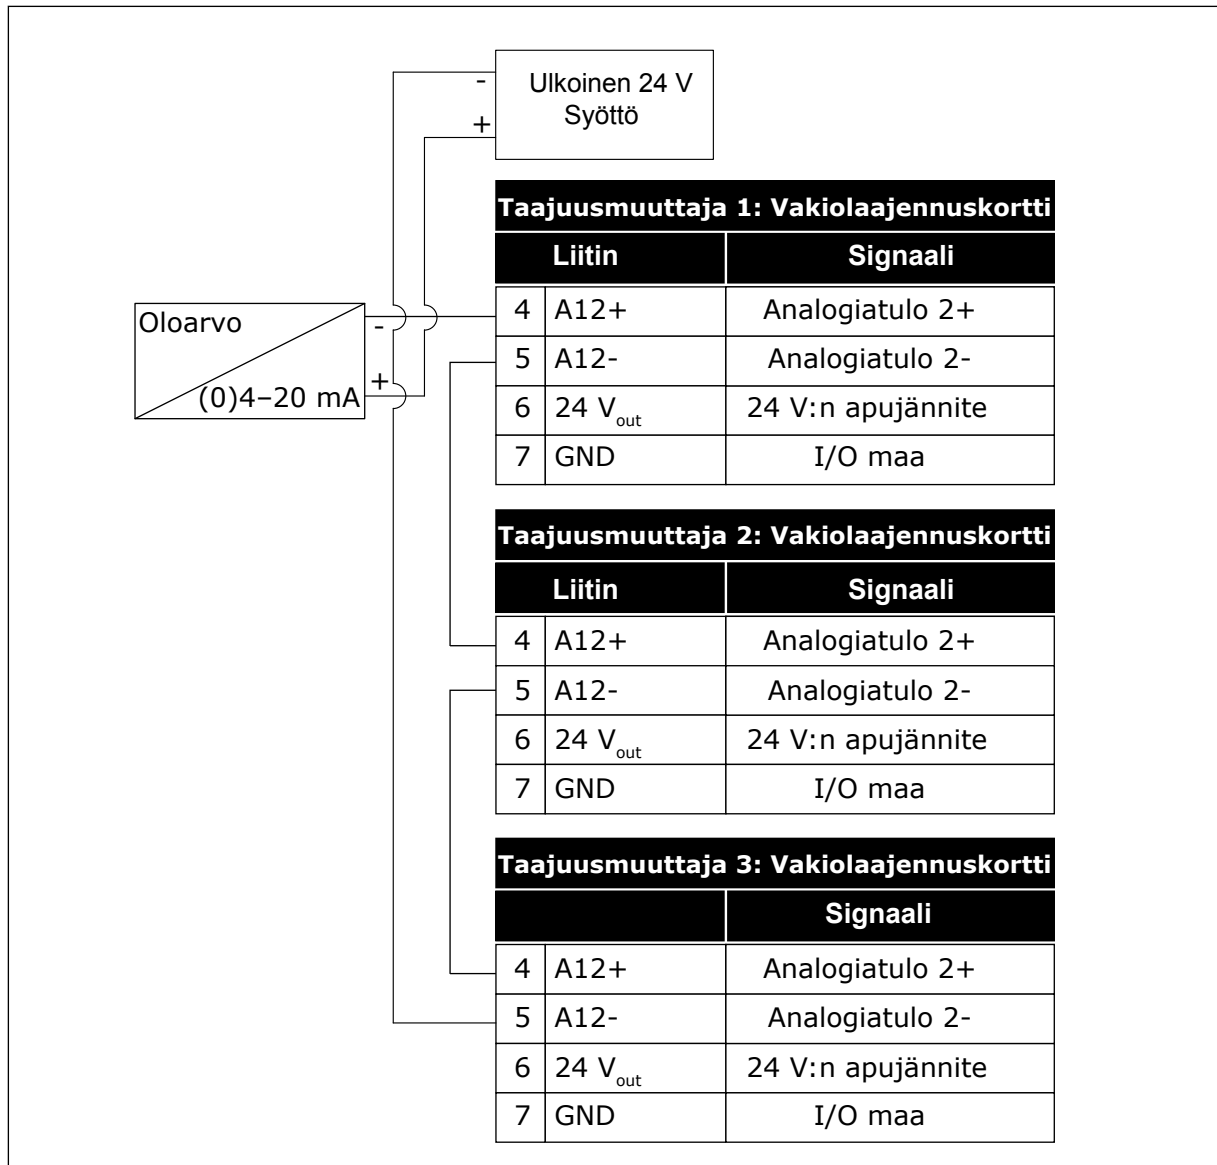 -
Ulkoinen 24 V
Syöttö
+
Taajuusmuuttaja 1: Vakiolaajennuskortti
Liitin Signaali
4 A12+ Analogiatulo 2+
5 A12- Analogiatulo 2-
6 24 Vout 24 V:n apujännite
7 GND I/O maa
Oloarvo
-
+
(0)4–20 mA
Taajuusmuuttaja 2: Vakiolaajennuskortti
Liitin Signaali
4 A12+ Analogiatulo 2+
5 A12- Analogiatulo 2-
6 24 Vout 24 V:n apujännite
7 GND I/O maa
Taajuusmuuttaja 3: Vakiolaajennuskortti
Signaali
4 A12+ Analogiatulo 2+
5 A12- Analogiatulo 2-
6 24 Vout 24 V:n apujännite
7 GND I/O maa